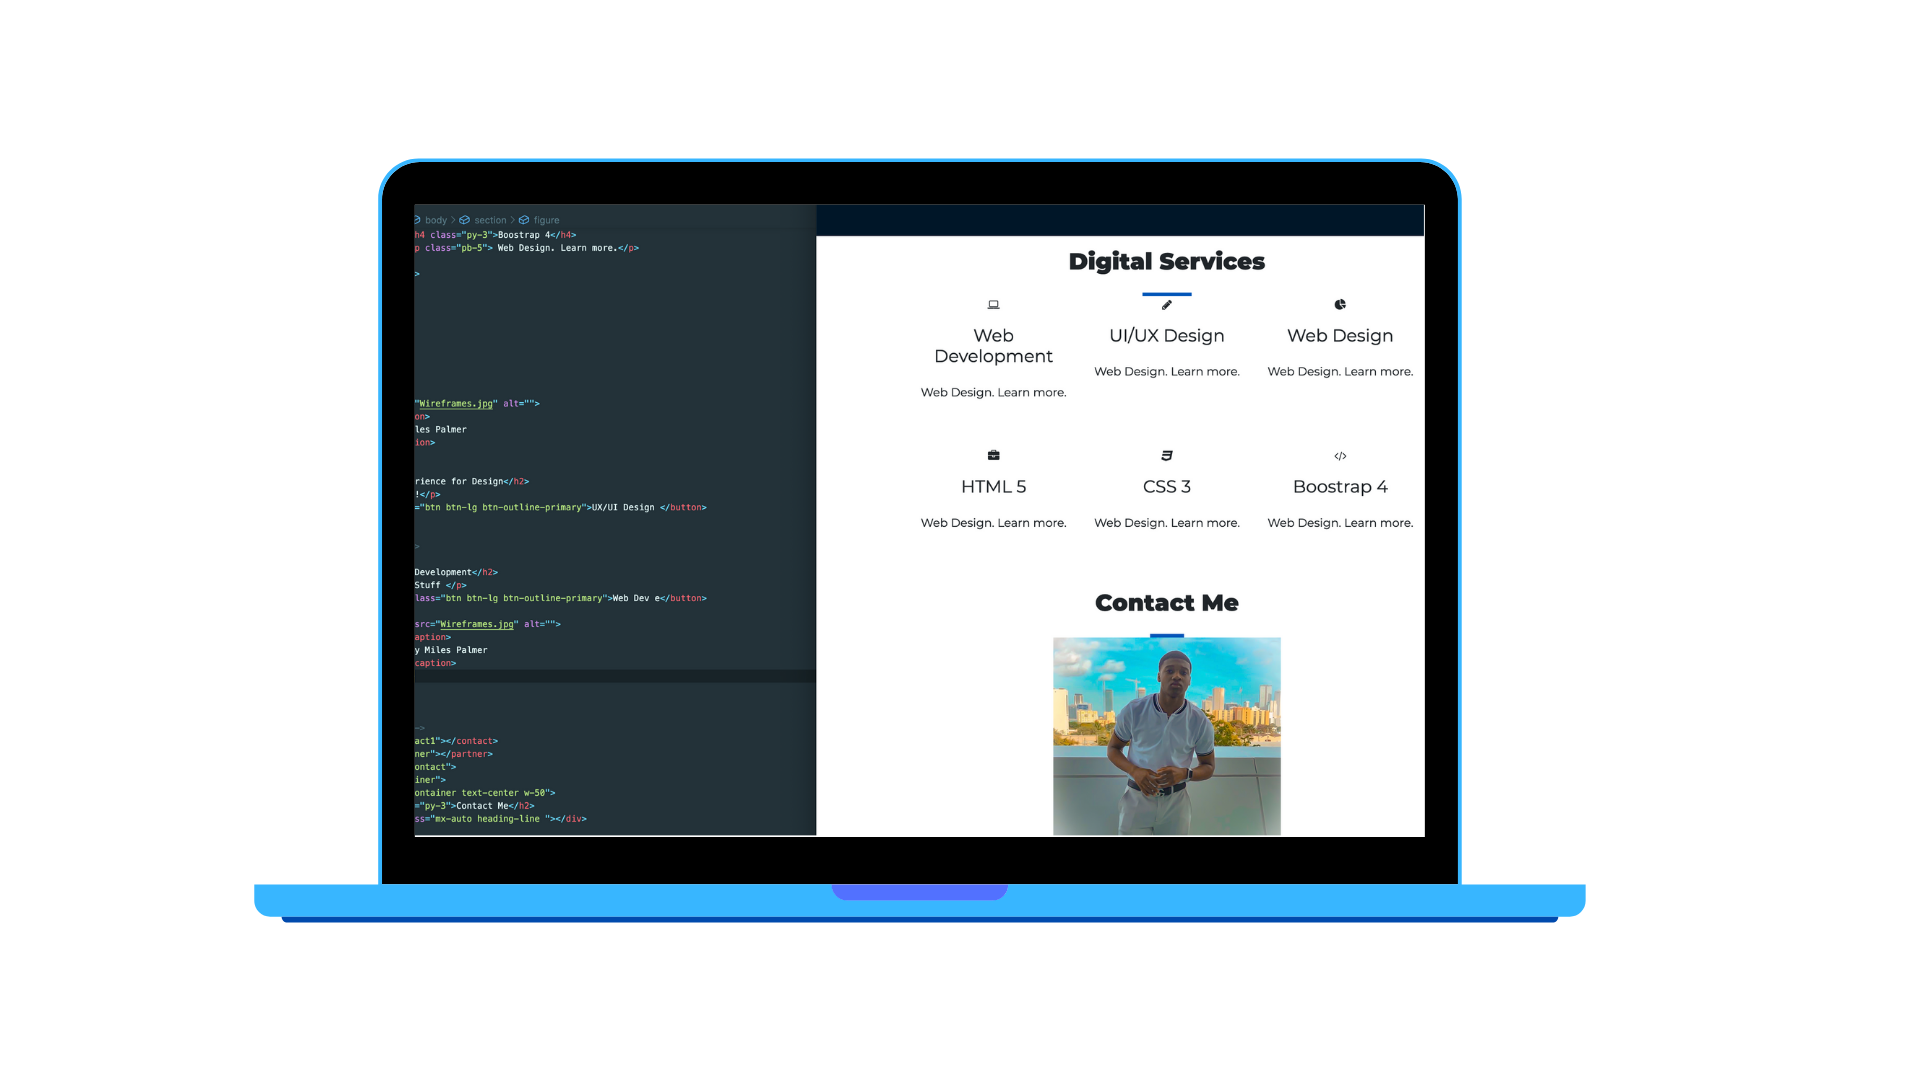 body > section > figure
h4 class="py-3">Boostrap 4</h4>
p class="pb-5"> Web Design. Learn more.</p>
>
"Wireframes.jpg" alt="">
on>
les Palmer
ion>
rience for Design</h2>
!</p>
="btn btn-lg btn-outline-primary">UX/UI Design </button>
>
Development</h2>
Stuff </p>
lass="btn btn-lg btn-outline-primary">Web Dev e</button>
src="Wireframes.jpg" alt="">
aption>
y Miles Palmer
caption>
->
act1"></contact>
ner"></partner>
ontact">
iner">
ontainer text-center w-50">
="py-3">Contact Me</h2>
ss="mx-auto heading-line "></div>
Digital Services
Web
Development
Web Design. Learn more.
UI/UX Design
Web Design. Learn more.
Web Design
Web Design. Learn more.
HTML 5
Web Design. Learn more.
CSS 3
Web Design. Learn more.
</>
Boostrap 4
Web Design. Learn more.
Contact Me